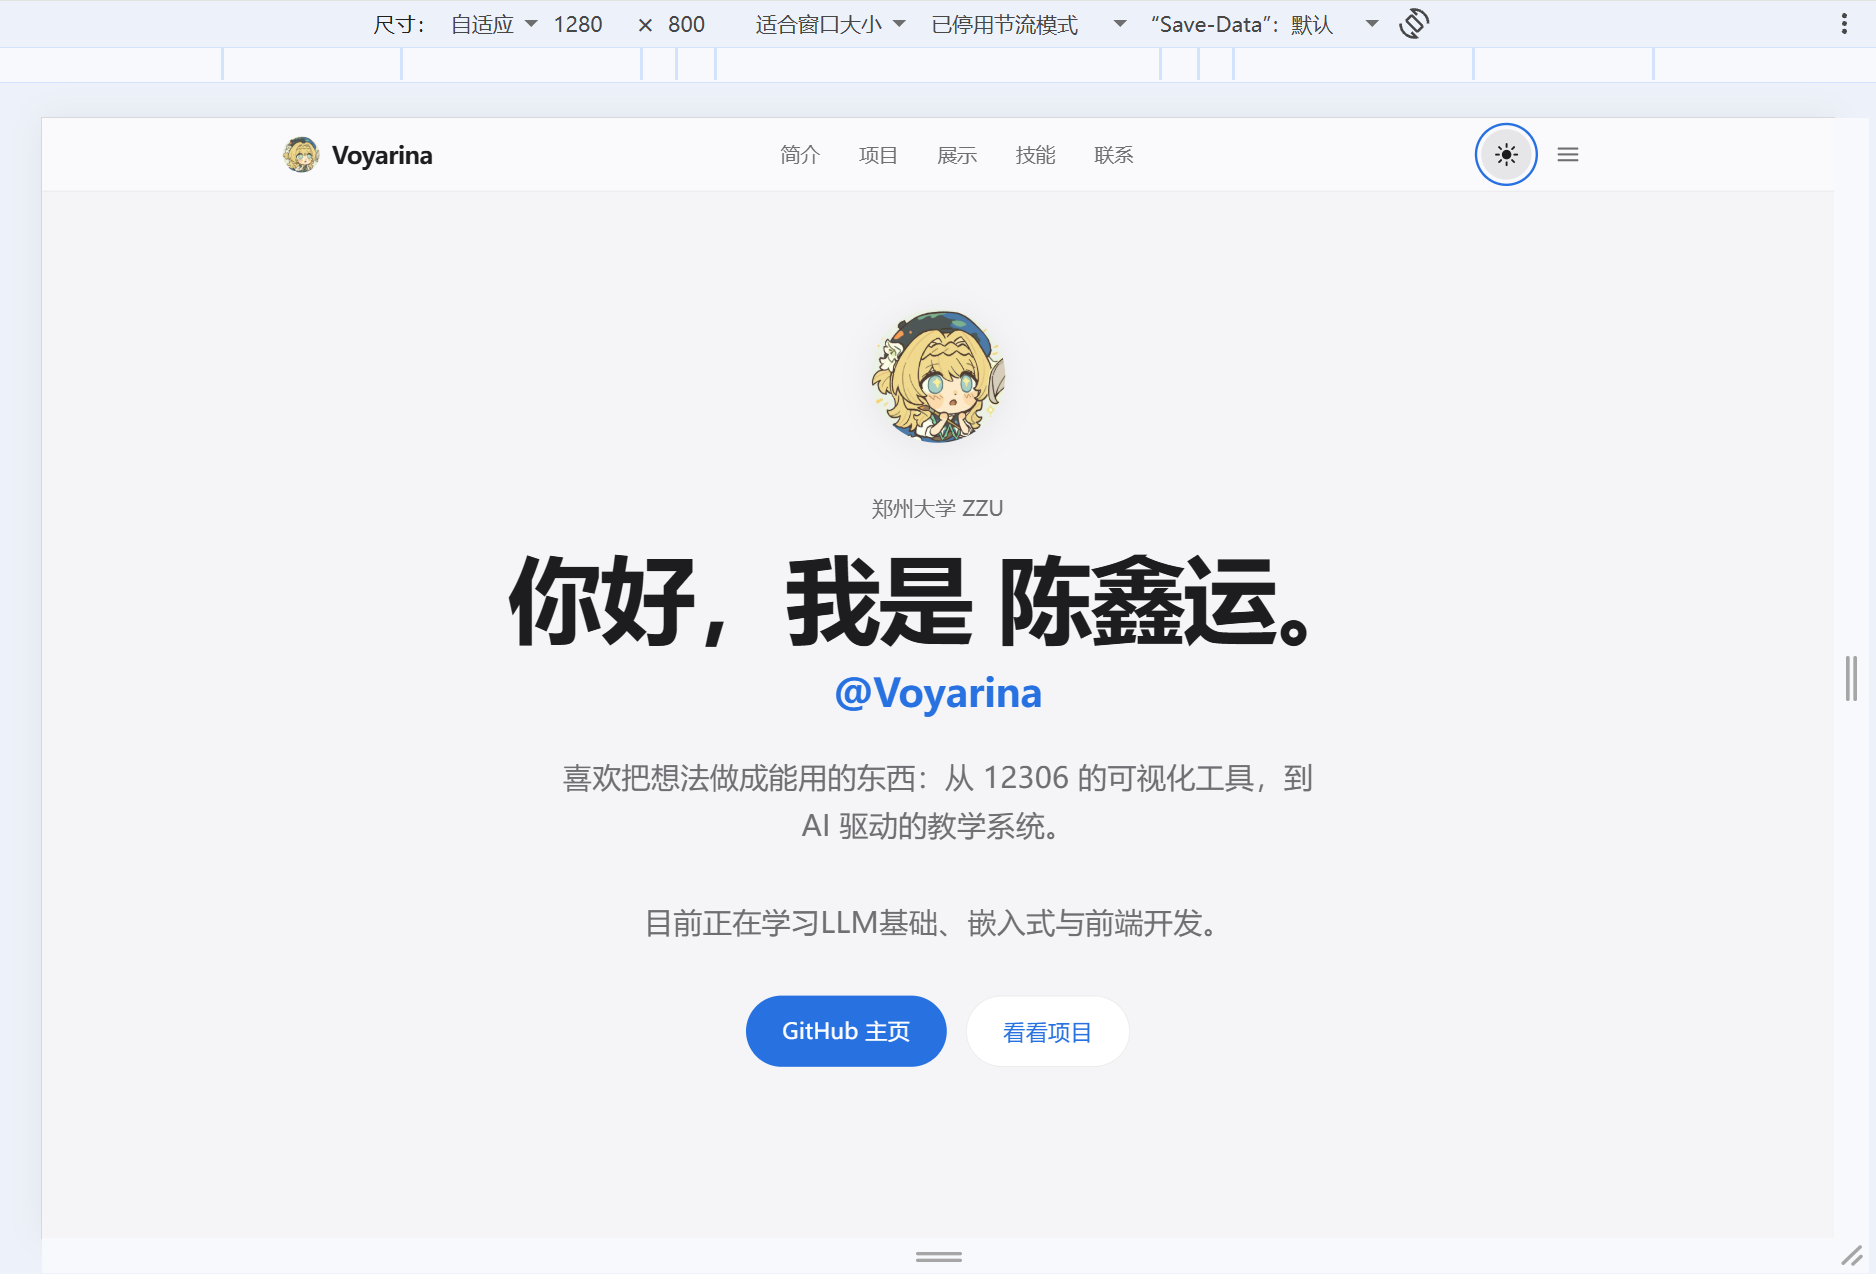 尺寸： 自适应 1280 × 800 适合窗口大小 已停用节流模式 “Save-Data”：默认
Voyarina 简介 项目 展示 技能 联系
郑州大学 ZZU
你好，我是 陈鑫运。
@Voyarina
喜欢把想法做成能用的东西：从 12306 的可视化工具，到
AI 驱动的教学系统。
目前正在学习LLM基础、嵌入式与前端开发。
GitHub 主页 看看项目